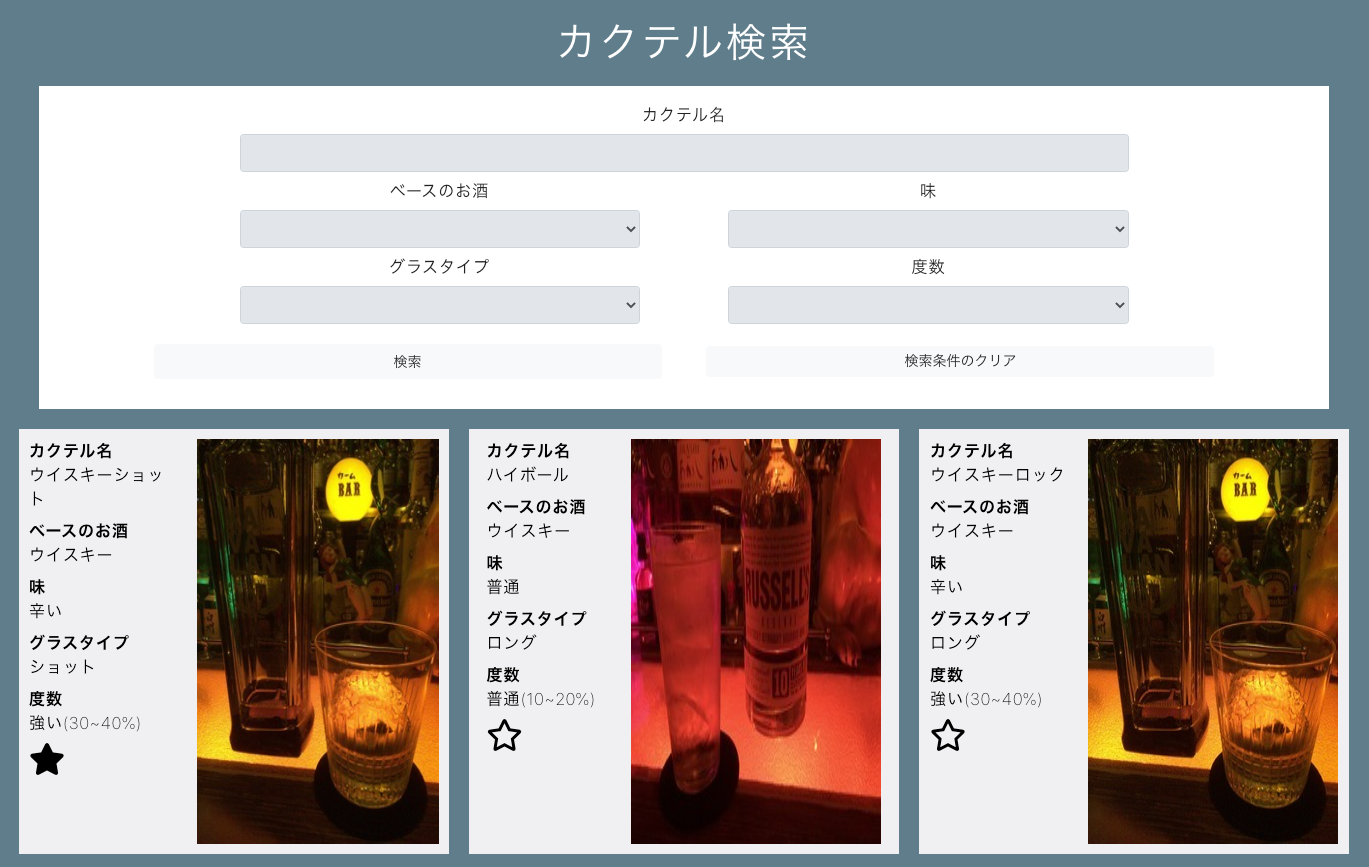 カクテル検索
カクテル名
ベースのお酒
味
グラスタイプ
度数
検索
検索条件のクリア
カクテル名
ウイスキーショッ
ト
ベースのお酒
ウイスキー
味
辛い
グラスタイプ
ショット
度数
強い(30~40%)
カーム
BAR
カクテル名
ハイボール
ベースのお酒
ウイスキー
味
普通
グラスタイプ
ロング
度数
普通(10~20%)
RUSSELL'S
10
カクテル名
ウイスキーロック
ベースのお酒
ウイスキー
味
辛い
グラスタイプ
ロング
度数
強い(30~40%)
カーム
BAR